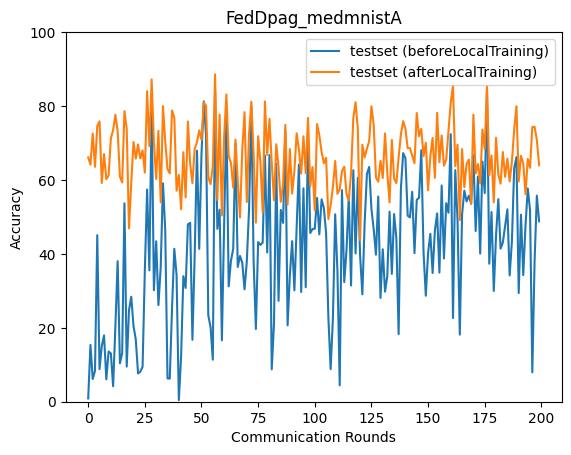 FedDpag_medmnistA
testset (beforeLocalTraining)
testset (afterLocalTraining)
100
80
60
40
20
0
Accuracy
0 25 50 75 100 125 150 175 200
Communication Rounds